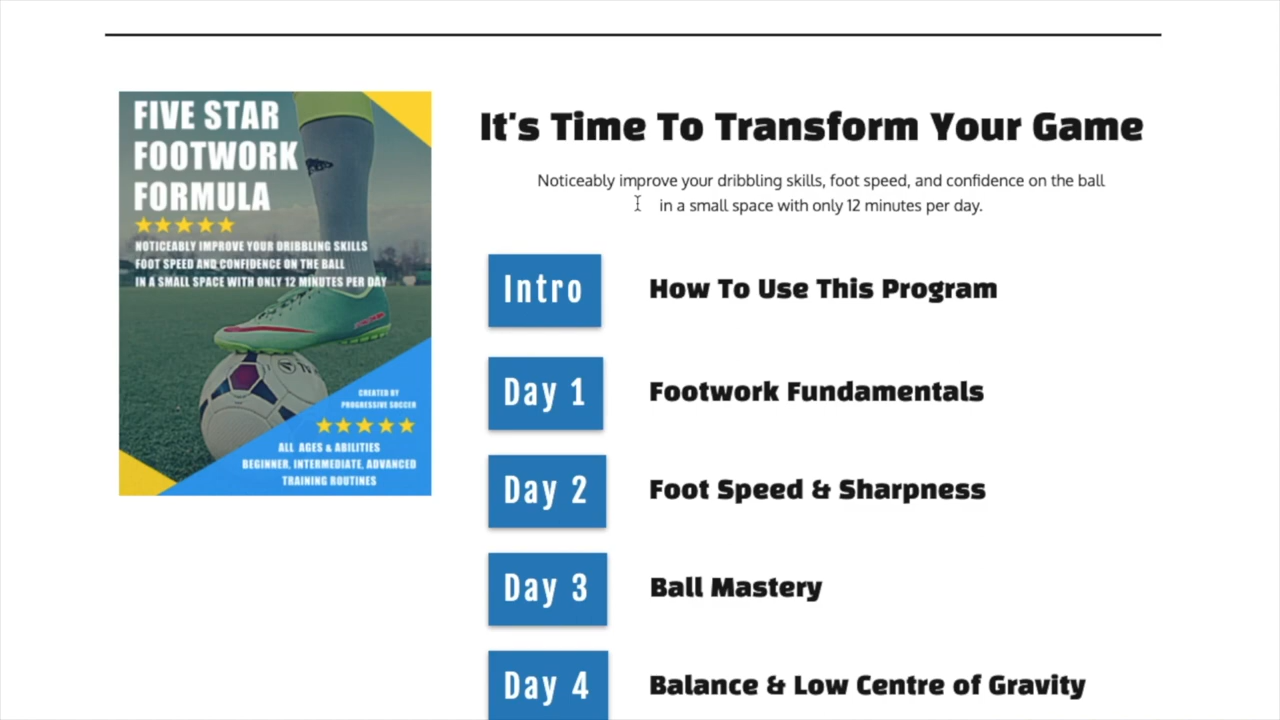 FIVE STAR
FOOTWORK
FORMULA
NOTICEABLY IMPROVE YOUR DRIBBLING SKILLS
FOOT SPEED AND CONFIDENCE ON THE BALL
IN A SMALL SPACE WITH ONLY 12 MINUTES PER DAY
CREATED BY
PROGRESSIVE SOCCER
ALL AGES & ABILITIES
BEGINNER, INTERMEDIATE, ADVANCED
TRAINING ROUTINES
It's Time To Transform Your Game
Noticeably improve your dribbling skills, foot speed, and confidence on the ball
in a small space with only 12 minutes per day.
Intro How To Use This Program
Day 1 Footwork Fundamentals
Day 2 Foot Speed & Sharpness
Day 3 Ball Mastery
Day 4 Balance & Low Centre of Gravity